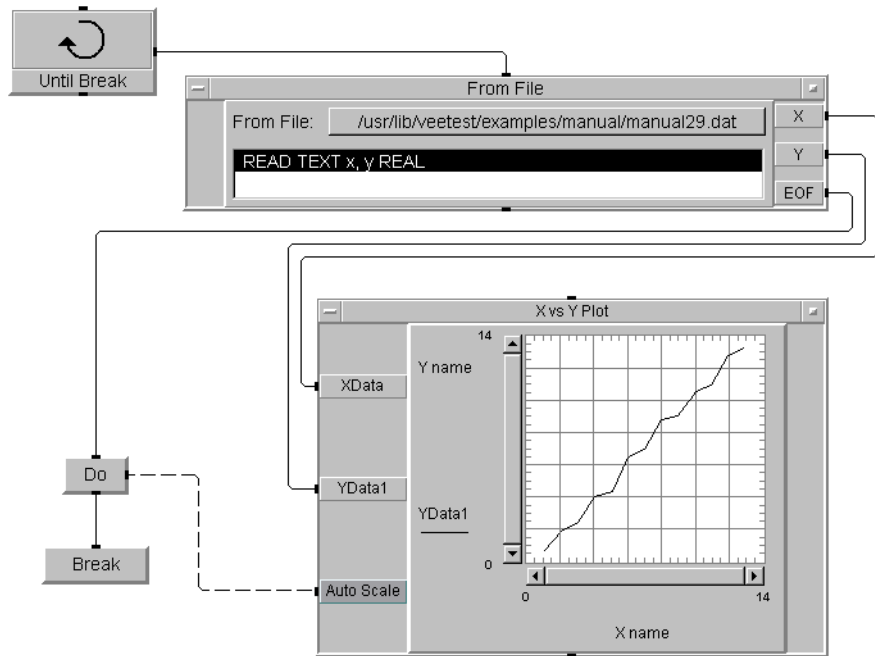 Until Break
From File
From File: /usr/lib/veetest/examples/manual/manual29.dat
READ TEXT x, y REAL
X
Y
EOF
X vs Y Plot
XData
YData1
Auto Scale
14
Y name
YData1
0
0 14
X name
Do
Break